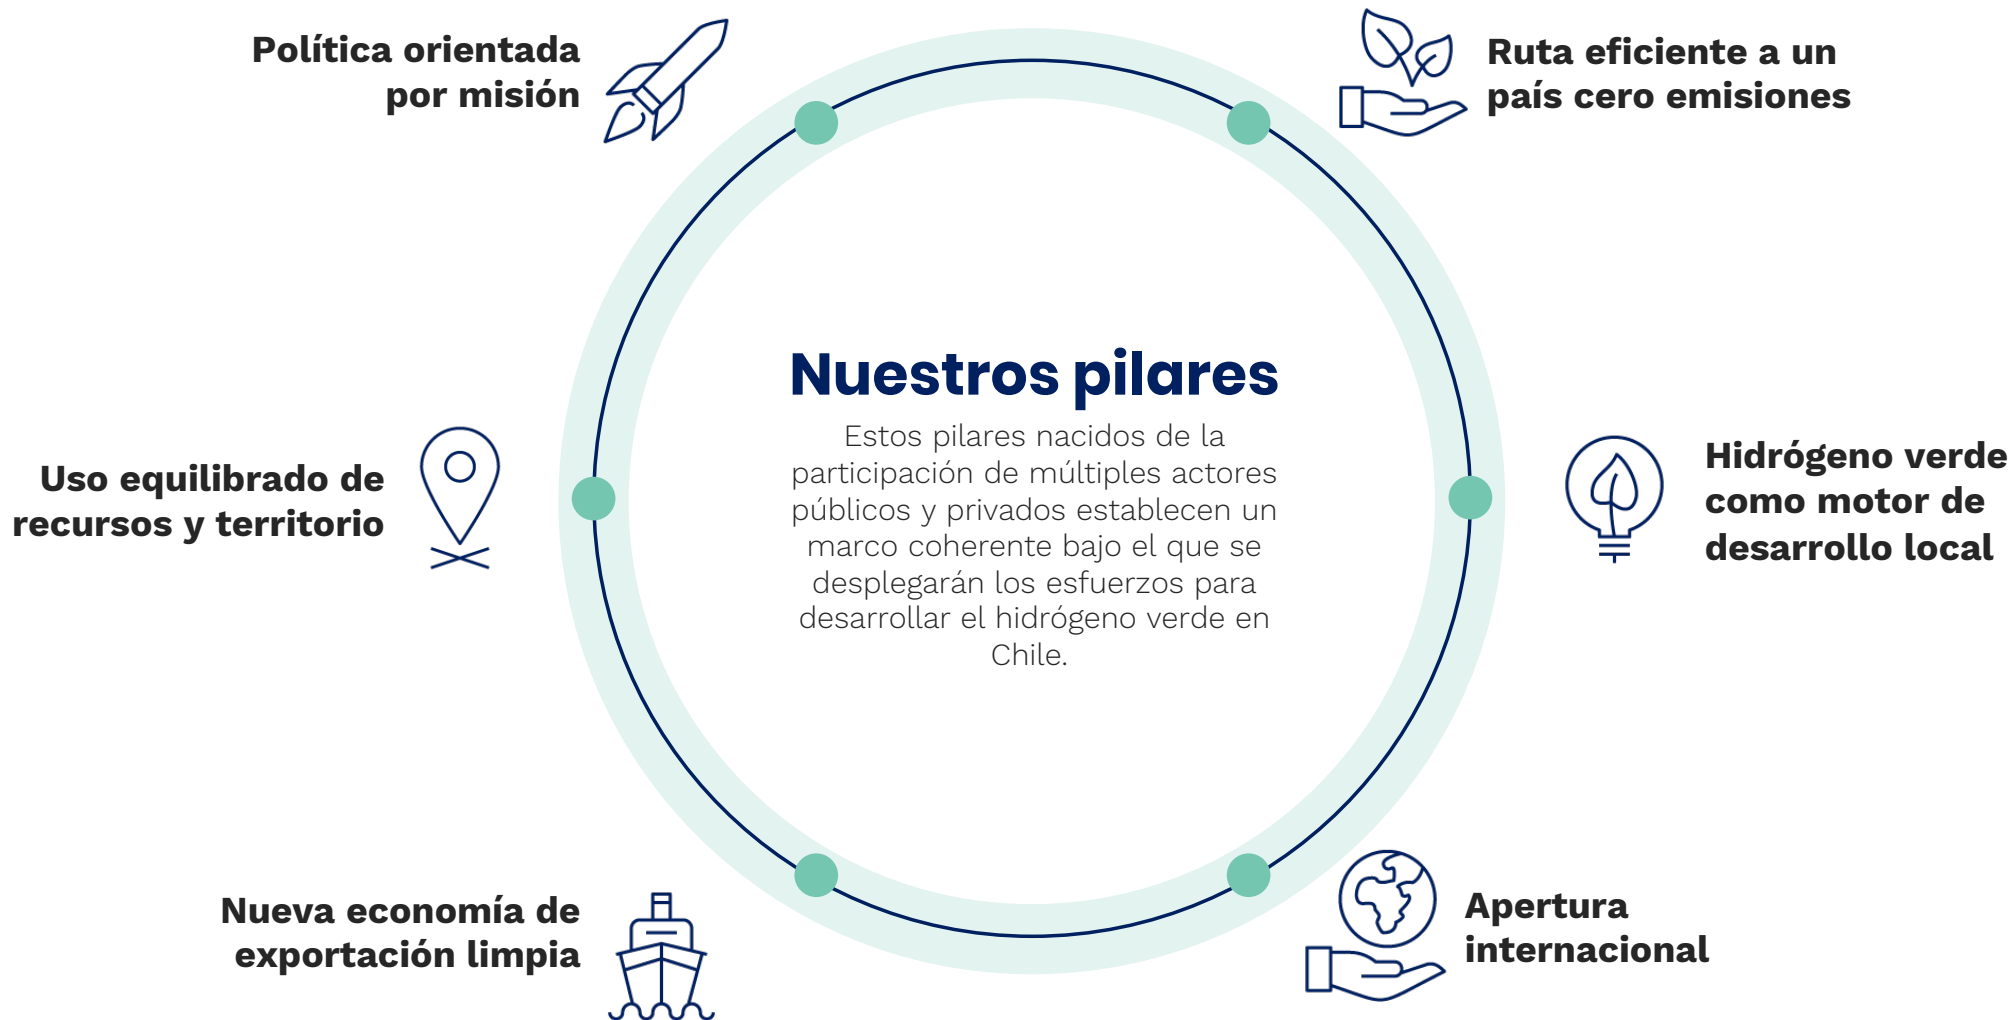 Política orientada
por misión
Ruta eficiente a un
país cero emisiones
Nuestros pilares
Estos pilares nacidos de la
participación de múltiples actores
públicos y privados establecen un
marco coherente bajo el que se
desplegarán los esfuerzos para
desarrollar el hidrógeno verde en
Chile.
Uso equilibrado de
recursos y territorio
Hidrógeno verde
como motor de
desarrollo local
Nueva economía de
exportación limpia
Apertura
internacional